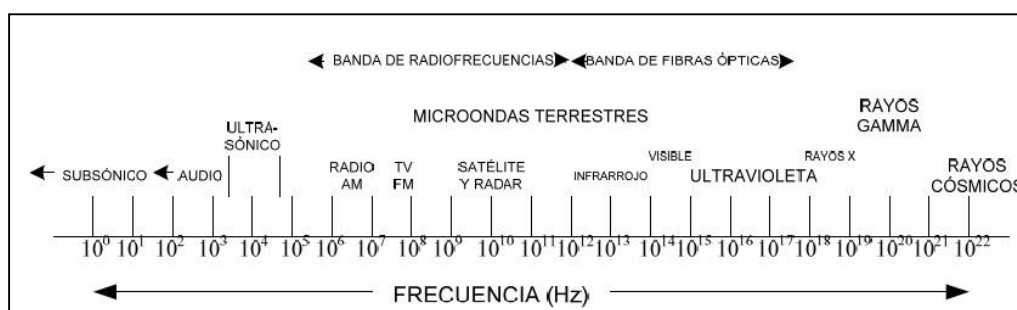 BANDA DE RADIOFRECUENCIAS BANDA DE FIBRAS ÓPTICAS
MICROONDAS TERRESTRES
RAYOS
GAMMA
ULTRA-
SÓNICO
SUBSÓNICO
AUDIO
RADIO
AM
TV
FM
SATÉLITE
Y RADAR
INFRARROJO
VISIBLE
ULTRAVIOLETA
RAYOS X
RAYOS
CÓSMICOS
10⁰ 10¹ 10² 10³ 10⁴ 10⁵ 10⁶ 10⁷ 10⁸ 10⁹ 10¹⁰ 10¹¹ 10¹² 10¹³ 10¹⁴ 10¹⁵ 10¹⁶ 10¹⁷ 10¹⁸ 10¹⁹ 10²⁰ 10²¹ 10²²
FRECUENCIA (Hz)